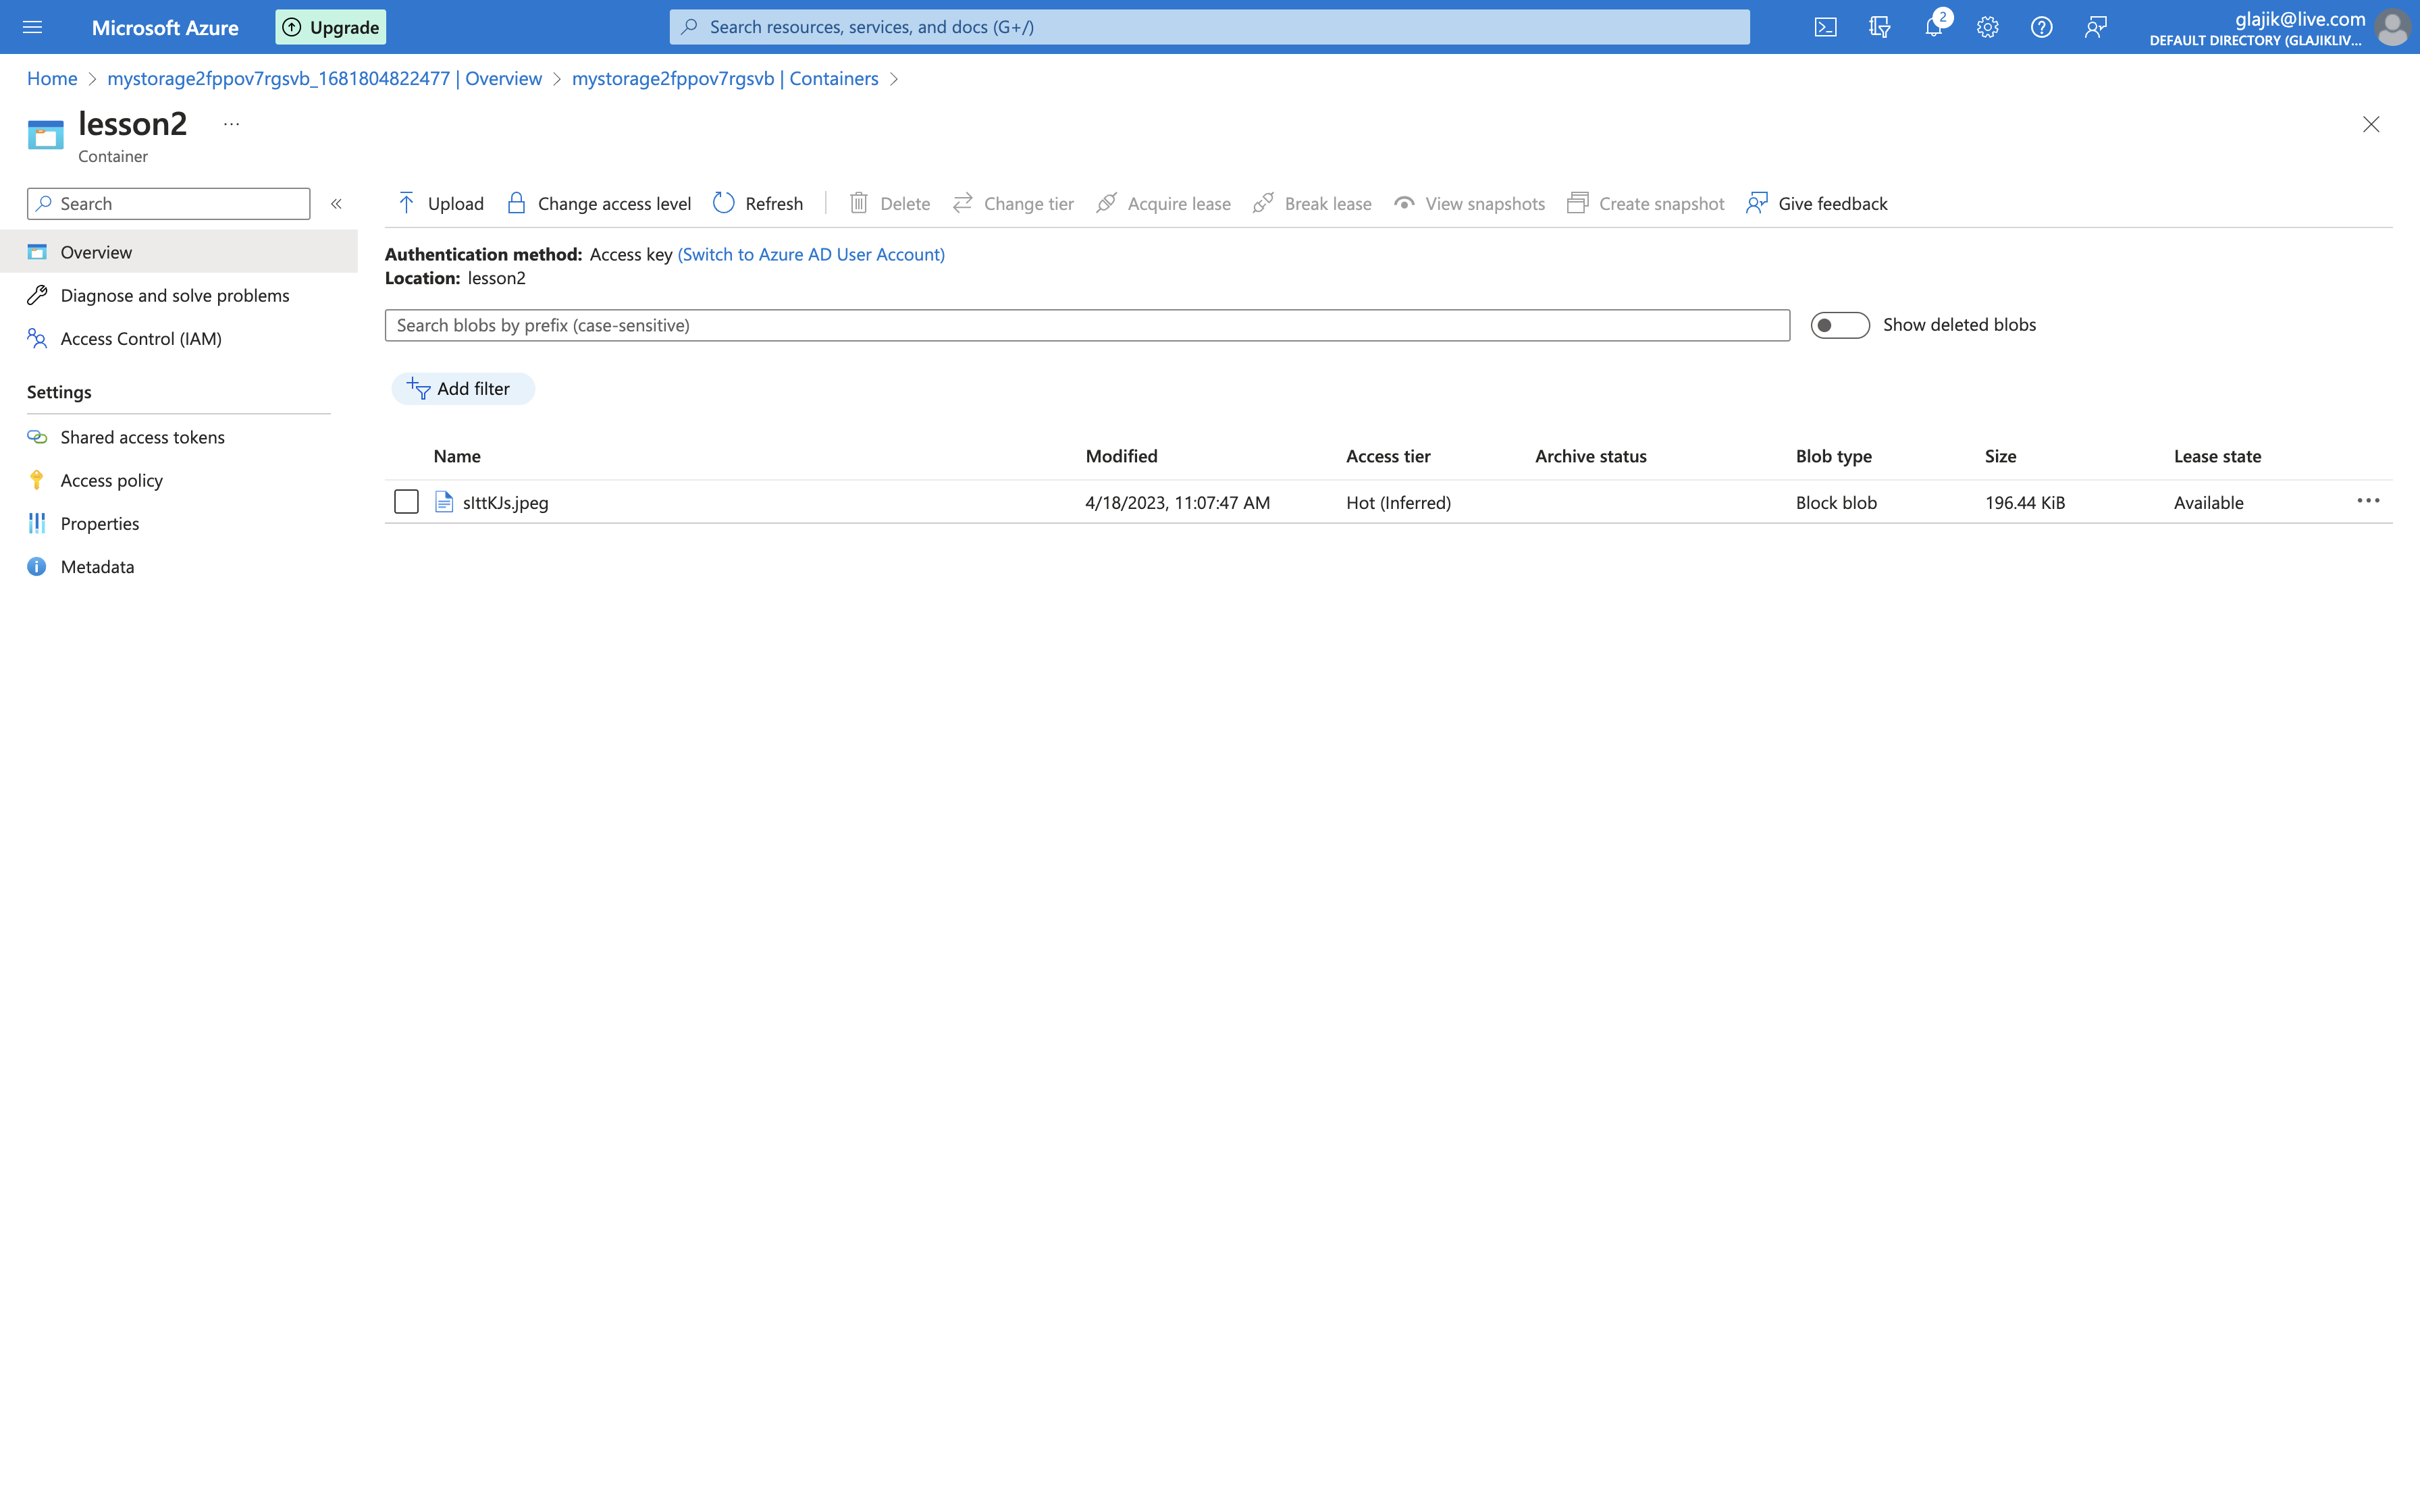 Microsoft Azure
Upgrade
Search resources, services, and docs (G+/)
2
glajik@live.com
DEFAULT DIRECTORY (GLAJIKLIV...
Home > mystorage2fppov7rgsvb_1681804822477 | Overview > mystorage2fppov7rgsvb | Containers >
lesson2 ...
Container
Search «
Upload Change access level Refresh Delete Change tier Acquire lease Break lease View snapshots Create snapshot Give feedback
Overview
Diagnose and solve problems
Access Control (IAM)
Settings
Shared access tokens
Access policy
Properties
Metadata
Authentication method: Access key (Switch to Azure AD User Account)
Location: lesson2
Search blobs by prefix (case-sensitive)
Show deleted blobs
Add filter
Name Modified Access tier Archive status Blob type Size Lease state
slttKJs.jpeg 4/18/2023, 11:07:47 AM Hot (Inferred) Block blob 196.44 KiB Available ...